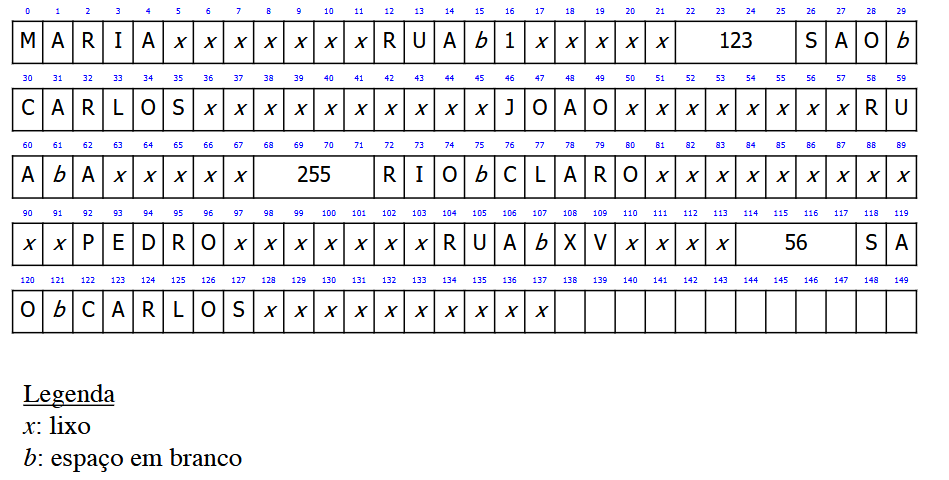 0 1 2 3 4 5 6 7 8 9 10 11 12 13 14 15 16 17 18 19 20 21 22 23 24 25 26 27 28 29
M A R I A x x x x x x x R U A b 1 x x x x x 123 S A O b
30 31 32 33 34 35 36 37 38 39 40 41 42 43 44 45 46 47 48 49 50 51 52 53 54 55 56 57 58 59
C A R L O S x x x x x x x x x x J O A O x x x x x x x x R U
60 61 62 63 64 65 66 67 68 69 70 71 72 73 74 75 76 77 78 79 80 81 82 83 84 85 86 87 88 89
A b A x x x x x 255 R I O b C L A R O x x x x x x x x x
90 91 92 93 94 95 96 97 98 99 100 101 102 103 104 105 106 107 108 109 110 111 112 113 114 115 116 117 118 119
x x P E D R O x x x x x x x R U A b X V x x x x 56 S A
120 121 122 123 124 125 126 127 128 129 130 131 132 133 134 135 136 137 138 139 140 141 142 143 144 145 146 147 148 149
O b C A R L O S x x x x x x x x x x
Legenda
x: lixo
b: espaço em branco